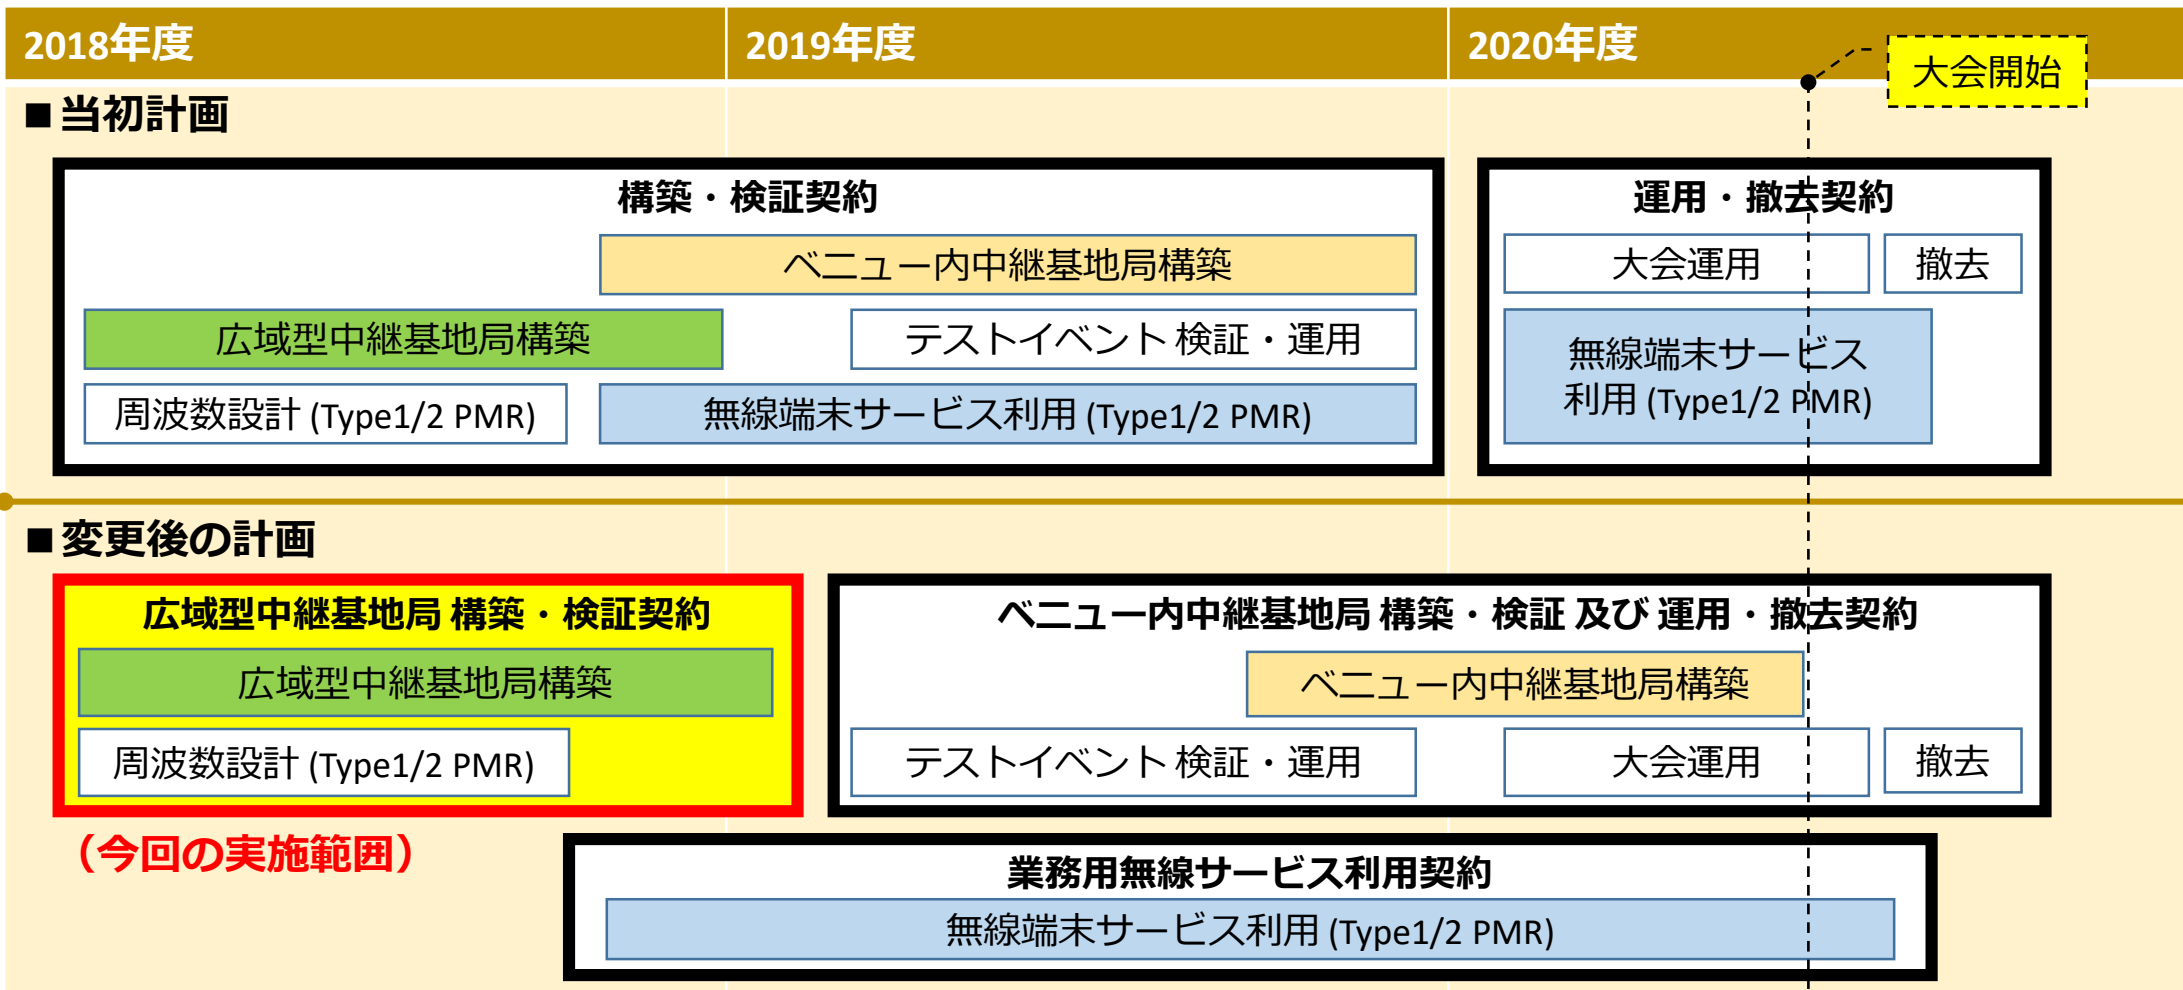 2018年度
2019年度
2020年度
大会開始
■当初計画
構築・検証契約
ベニュー内中継基地局構築
広域型中継基地局構築
テストイベント 検証・運用
周波数設計 (Type1/2 PMR)
無線端末サービス利用 (Type1/2 PMR)
運用・撤去契約
大会運用
撤去
無線端末サービス
利用 (Type1/2 PMR)
■変更後の計画
広域型中継基地局 構築・検証契約
広域型中継基地局構築
周波数設計 (Type1/2 PMR)
(今回の実施範囲)
ベニュー内中継基地局 構築・検証 及び 運用・撤去契約
ベニュー内中継基地局構築
テストイベント 検証・運用
大会運用
撤去
業務用無線サービス利用契約
無線端末サービス利用 (Type1/2 PMR)